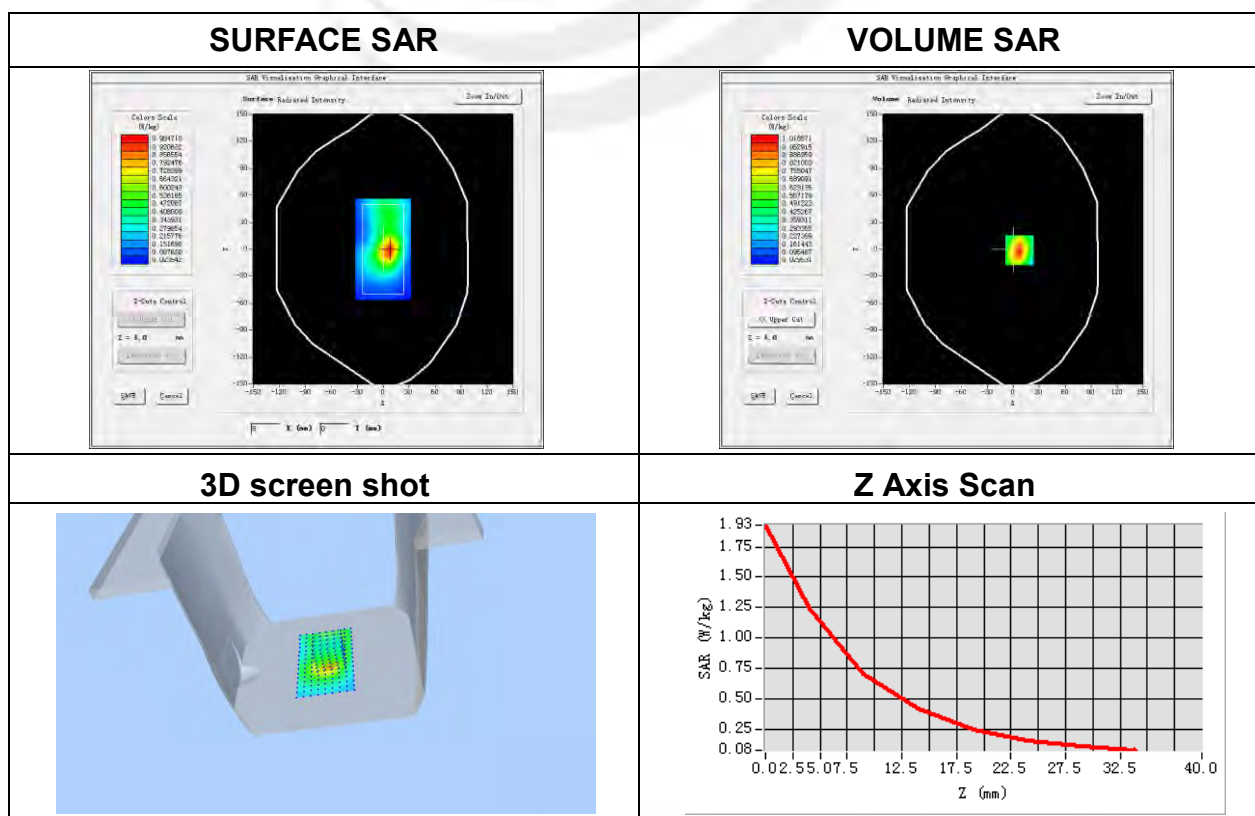 SURFACE SAR
VOLUME SAR
SAR Visualisation Graphical Interface
Surface Radiated Intensity
Zoom In/Out
Colors Scale
(W/kg)
0.984710
0.920632
0.856554
0.792476
0.728399
0.664321
0.600243
0.536165
0.472087
0.408009
0.343931
0.279854
0.215776
0.151698
0.087620
0.023542
150
120
90
60
30
0
-30
-60
-90
-120
-150
-150 -120 -90 -60 -30 0 30 60 90 120 150
Z-Cuts Control
Z = 4.0 mm
SAVE Cancel
0 X (mm) 0 Y (mm)
SAR Visualisation Graphical Interface
Volume Radiated Intensity
Zoom In/Out
Colors Scale
(W/kg)
1.018871
0.952915
0.886959
0.821003
0.755047
0.689091
0.623135
0.557179
0.491223
0.425267
0.359311
0.293355
0.227399
0.161443
0.095487
0.029531
150
120
90
60
30
0
-30
-60
-90
-120
-150
-150 -120 -90 -60 -30 0 30 60 90 120 150
Z-Cuts Control
Upper Cut
Z = 4.0 mm
SAVE Cancel
3D screen shot
Z Axis Scan
1.93
1.75
1.50
1.25
1.00
0.75
0.50
0.25
0.08
SAR (W/kg)
0.0 2.5 5.0 7.5 12.5 17.5 22.5 27.5 32.5 40.0
Z (mm)